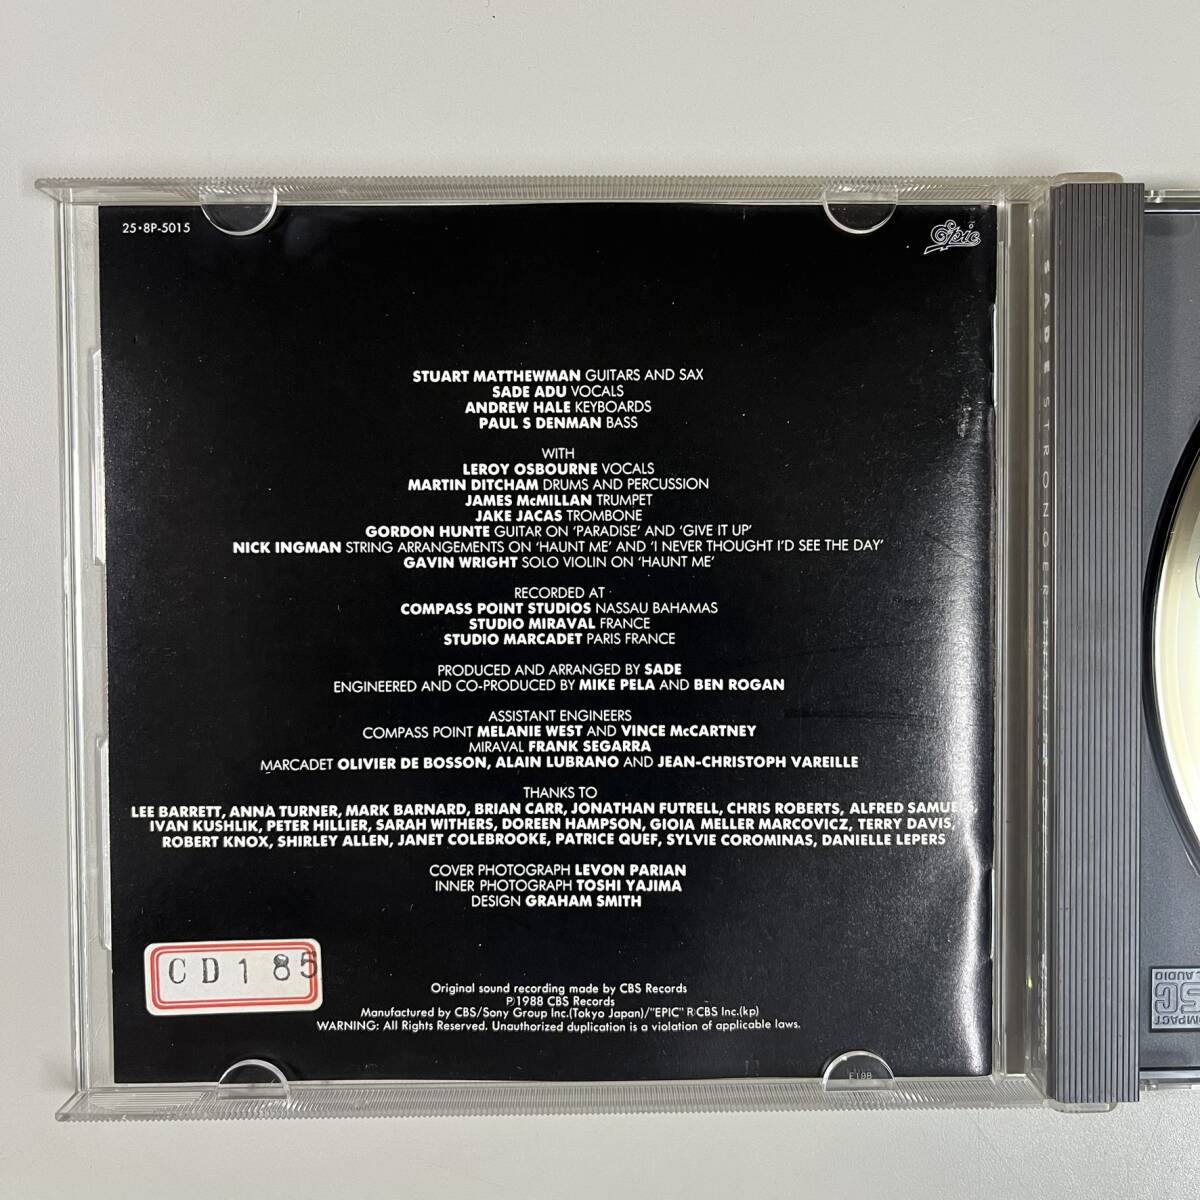 25・8P-5015
Epic
STUART MATTHEWMAN GUITARS AND SAX
SADE ADU VOCALS
ANDREW HALE KEYBOARDS
PAUL S DENMAN BASS
WITH
LEROY OSBOURNE VOCALS
MARTIN DITCHAM DRUMS AND PERCUSSION
JAMES McMILLAN TRUMPET
JAKE JACAS TROMBONE
GORDON HUNTE GUITAR ON 'PARADISE' AND 'GIVE IT UP'
NICK INGMAN STRING ARRANGEMENTS ON 'HAUNT ME' AND 'I NEVER THOUGHT I'D SEE THE DAY'
GAVIN WRIGHT SOLO VIOLIN ON 'HAUNT ME'
RECORDED AT
COMPASS POINT STUDIOS NASSAU BAHAMAS
STUDIO MIRAVAL FRANCE
STUDIO MARCADET PARIS FRANCE
PRODUCED AND ARRANGED BY SADE
ENGINEERED AND CO-PRODUCED BY MIKE PELA AND BEN ROGAN
ASSISTANT ENGINEERS
COMPASS POINT MELANIE WEST AND VINCE McCARTNEY
MIRAVAL FRANK SEGARRA
MARCADET OLIVIER DE BOSSON, ALAIN LUBRANO AND JEAN-CHRISTOPH VAREILLE
THANKS TO
LEE BARRETT, ANNA TURNER, MARK BARNARD, BRIAN CARR, JONATHAN FUTRELL, CHRIS ROBERTS, ALFRED SAMUELS,
IVAN KUSHLIK, PETER HILLIER, SARAH WITHERS, DOREEN HAMPSON, GIOIA MELLER MARCOVICZ, TERRY DAVIS,
ROBERT KNOX, SHIRLEY ALLEN, JANET COLEBROOKE, PATRICE QUEF, SYLVIE COROMINAS, DANIELLE LEPERS
COVER PHOTOGRAPH LEVON PARIAN
INNER PHOTOGRAPH TOSHI YAJIMA
DESIGN GRAHAM SMITH
CD185
Original sound recording made by CBS Records
℗1988 CBS Records
Manufactured by CBS/Sony Group Inc.(Tokyo Japan)/"EPIC" R CBS Inc.(kp)
WARNING: All Rights Reserved. Unauthorized duplication is a violation of applicable laws.
SADE STRONGER